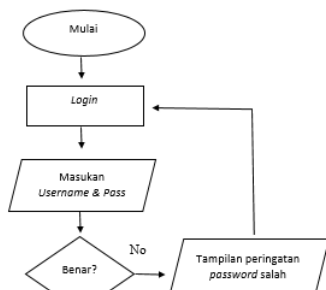 Mulai
Login
Masukan
Username & Pass
Benar?
No
Tampilan peringatan
password salah